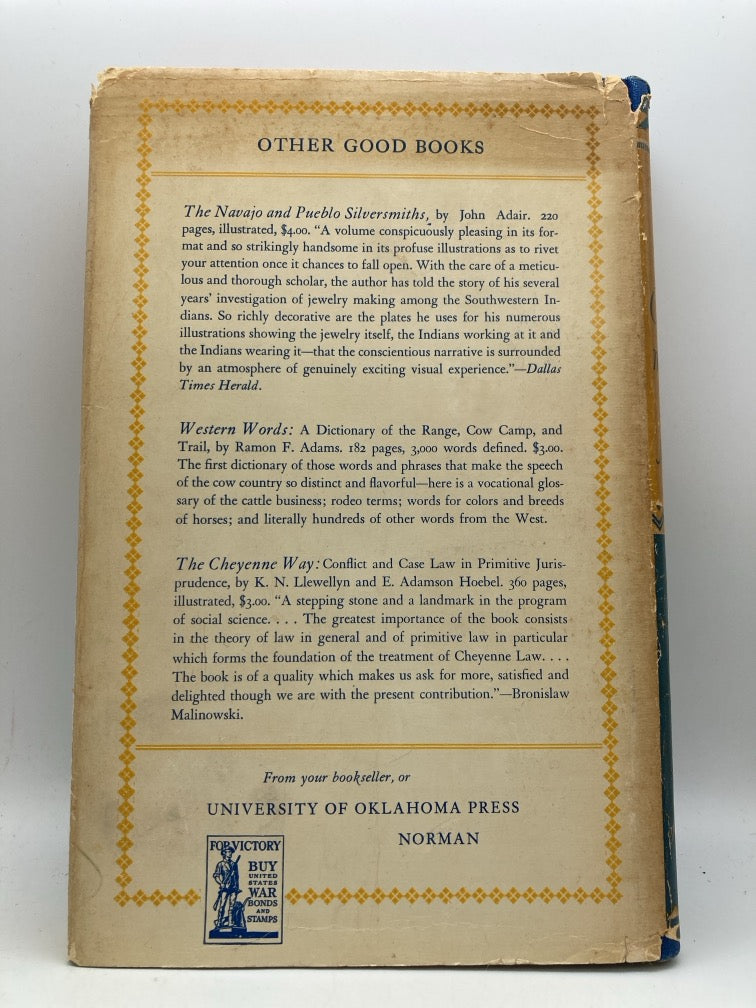 OTHER GOOD BOOKS
The Navajo and Pueblo Silversmiths, by John Adair. 220
pages, illustrated, $4.00. “A volume conspicuously pleasing in its for-
mat and so strikingly handsome in its profuse illustrations as to rivet
your attention once it chances to fall open. With the care of a meticu-
lous and thorough scholar, the author has told the story of his several
years’ investigation of jewelry making among the Southwestern In-
dians. So richly decorative are the plates he uses for his numerous
illustrations showing the jewelry itself, the Indians working at it and
the Indians wearing it—that the conscientious narrative is surrounded
by an atmosphere of genuinely exciting visual experience.”—Dallas
Times Herald.
Western Words: A Dictionary of the Range, Cow Camp, and
Trail, by Ramon F. Adams. 182 pages, 3,000 words defined. $3.00.
The first dictionary of those words and phrases that make the speech
of the cow country so distinct and flavorful—here is a vocational glos-
sary of the cattle business; rodeo terms; words for colors and breeds
of horses; and literally hundreds of other words from the West.
The Cheyenne Way: Conflict and Case Law in Primitive Juris-
prudence, by K. N. Llewellyn and E. Adamson Hoebel. 360 pages,
illustrated, $3.00. “A stepping stone and a landmark in the program
of social science. . . . The greatest importance of the book consists
in the theory of law in general and of primitive law in particular
which forms the foundation of the treatment of Cheyenne Law. . . .
The book is of a quality which makes us ask for more, satisfied and
delighted though we are with the present contribution.”—Bronislaw
Malinowski.
From your bookseller, or
UNIVERSITY OF OKLAHOMA PRESS
NORMAN
FOR VICTORY
BUY
UNITED
STATES
WAR
BONDS
AND
STAMPS